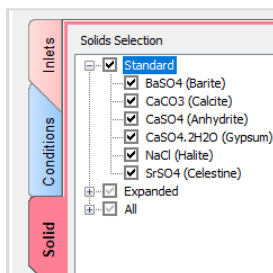 Solids Selection
Standard
BaSO4 (Barite)
CaCO3 (Calcite)
CaSO4 (Anhydrite)
CaSO4.2H2O (Gypsum)
NaCl (Halite)
SrSO4 (Celestine)
Expanded
All
Inlets
Conditions
Solid